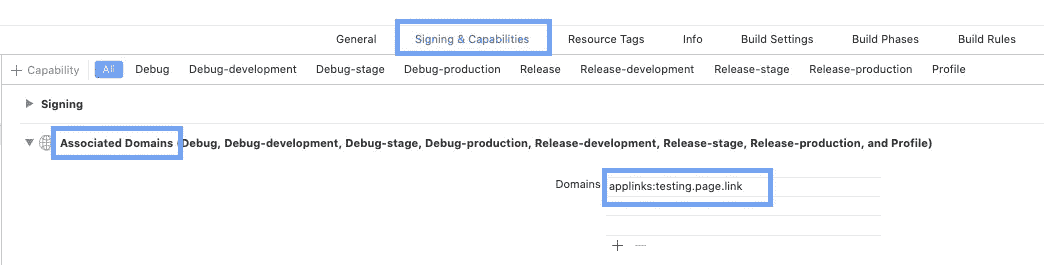 General Signing & Capabilities Resource Tags Info Build Settings Build Phases Build Rules
+ Capability All Debug Debug-development Debug-stage Debug-production Release Release-development Release-stage Release-production Profile
Signing
Associated Domains (Debug, Debug-development, Debug-stage, Debug-production, Release-development, Release-stage, Release-production, and Profile)
Domains applinks:testing.page.link